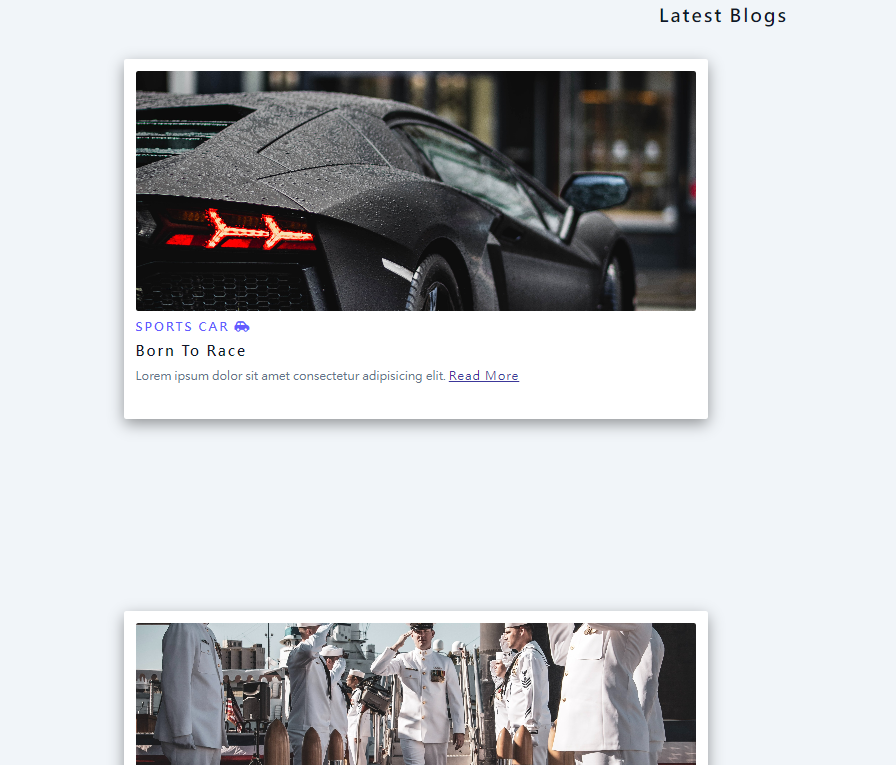 Latest Blogs
SPORTS CAR
Born To Race
Lorem ipsum dolor sit amet consectetur adipisicing elit. Read More